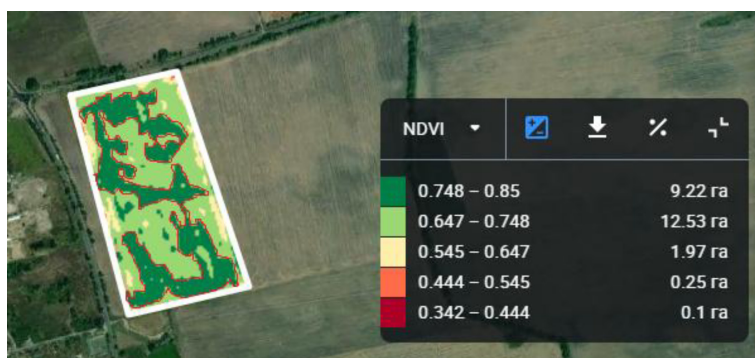 NDVI
0.748 – 0.85 9.22 га
0.647 – 0.748 12.53 га
0.545 – 0.647 1.97 га
0.444 – 0.545 0.25 га
0.342 – 0.444 0.1 га